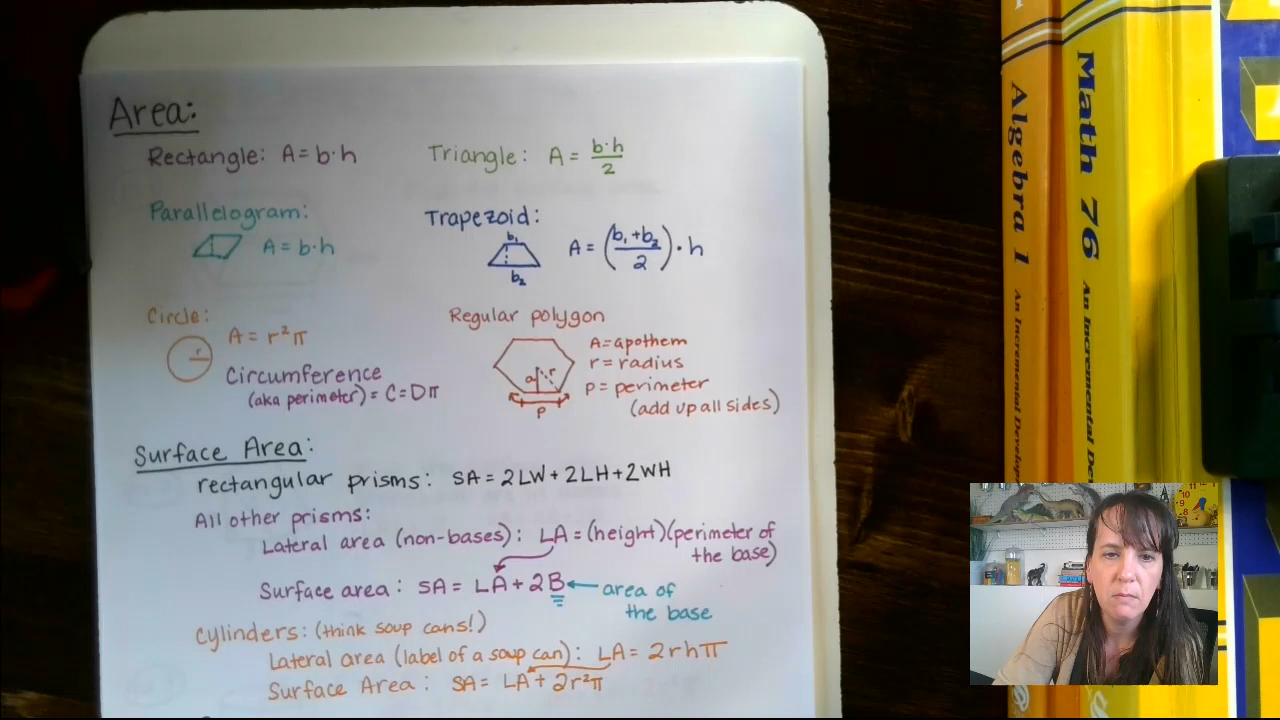 Area:
Rectangle: A = b·h
Triangle: A = b·h/2
Parallelogram:
A = b·h
Trapezoid:
b₁
b₂
A = (b₁+b₂/2)·h
Circle:
r
A = r²π
Circumference
(aka perimeter) = C = Dπ
Regular polygon
a r
P
A = apothem
r = radius
p = perimeter
(add up all sides)
Surface Area:
rectangular prisms: SA = 2LW + 2LH + 2WH
All other prisms:
Lateral area (non-bases): LA = (height)(perimeter of
the base)
Surface area: SA = LA + 2B ← area of
the base
Cylinders: (think soup cans!)
Lateral area (label of a soup can): LA = 2rhπ
Surface Area: SA = LA + 2r²π
Algebra 1 An Incremental Develop
Math 76 An Incremental De